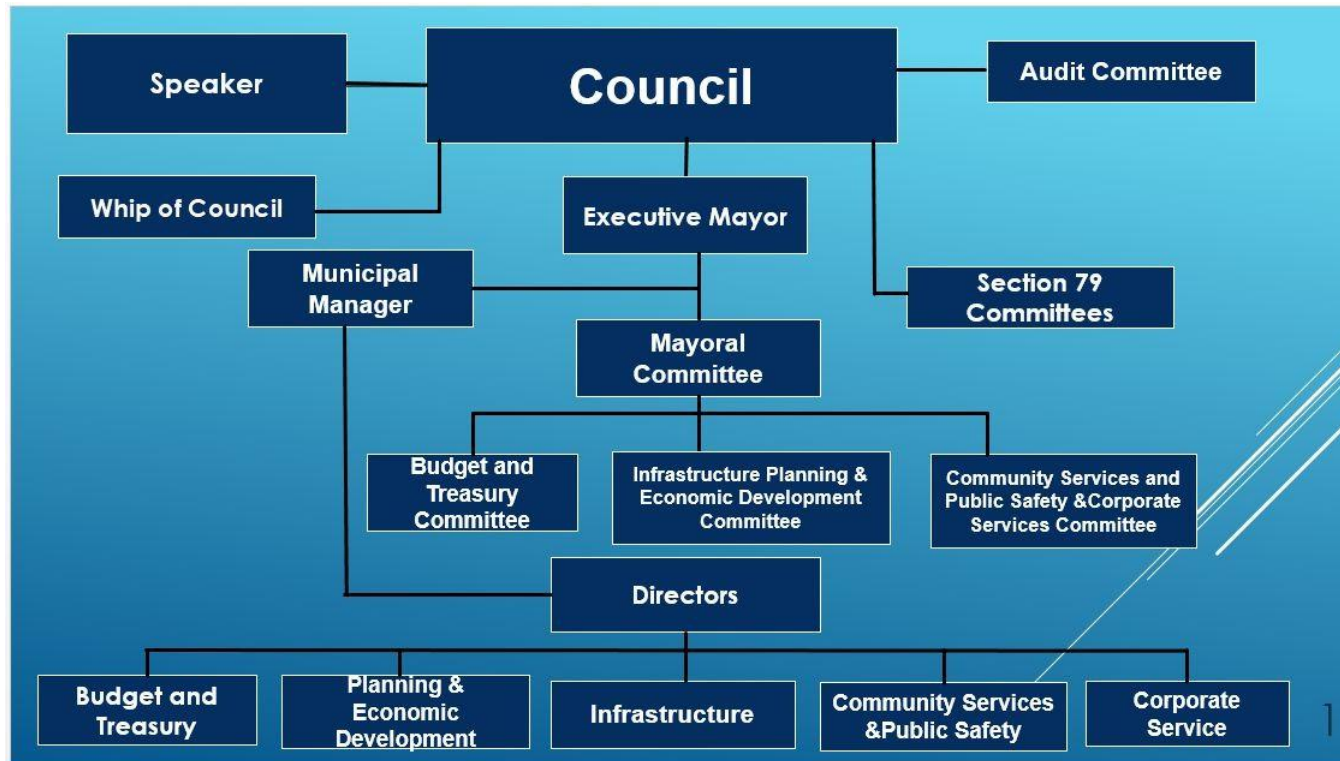 Speaker
Council
Audit Committee
Whip of Council
Executive Mayor
Municipal
Manager
Section 79
Committees
Mayoral
Committee
Budget and
Treasury
Committee
Infrastructure Planning &
Economic Development
Committee
Community Services and
Public Safety &Corporate
Services Committee
Directors
Budget and
Treasury
Planning &
Economic
Development
Infrastructure
Community Services
&Public Safety
Corporate
Service
1